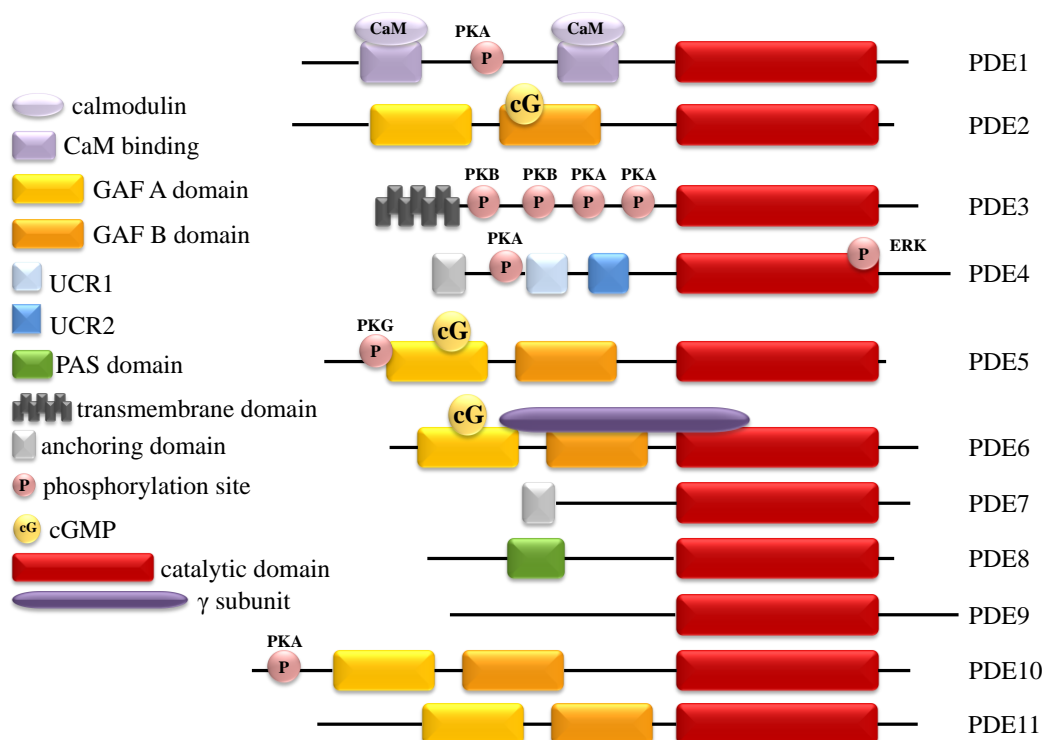 calmodulin
CaM binding
GAF A domain
GAF B domain
UCR1
UCR2
PAS domain
transmembrane domain
anchoring domain
P phosphorylation site
cG cGMP
catalytic domain
γ subunit
CaM PKA P CaM PDE1
cG PDE2
PKB PKB PKA PKA
P P P P PDE3
PKA P P ERK PDE4
PKG P cG PDE5
cG PDE6
PDE7
PDE8
PDE9
PKA
P PDE10
PDE11